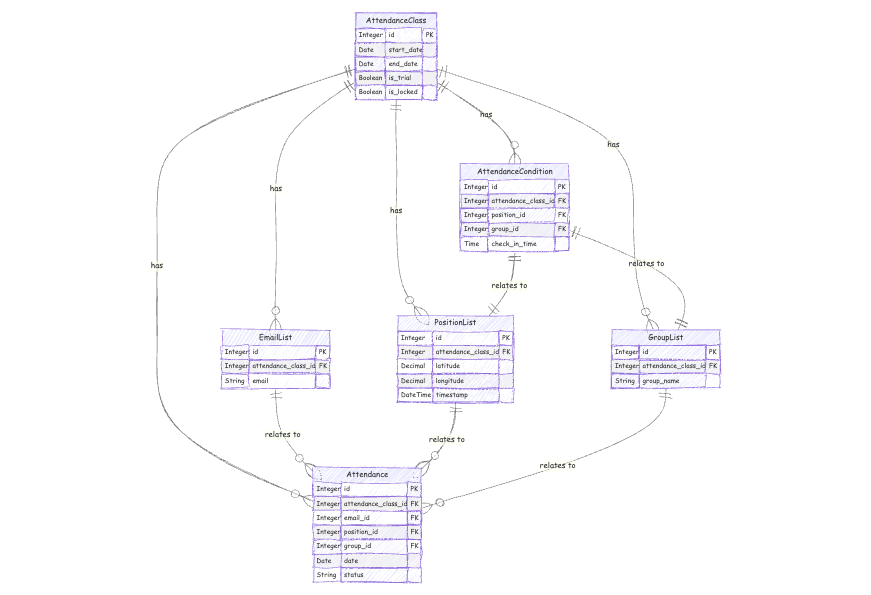 AttendanceClass
Integer id PK
Date start_date
Date end_date
Boolean is_trial
Boolean is_locked
has
AttendanceCondition
Integer id PK
Integer attendance_class_id FK
Integer position_id FK
Integer group_id FK
Time check_in_time
has
has
has
has
relates to
relates to
EmailList
Integer id PK
Integer attendance_class_id FK
String email
PositionList
Integer id PK
Integer attendance_class_id FK
Decimal latitude
Decimal longitude
DateTime timestamp
GroupList
Integer id PK
Integer attendance_class_id FK
String group_name
relates to
relates to
relates to
Attendance
Integer id PK
Integer attendance_class_id FK
Integer email_id FK
Integer position_id FK
Integer group_id FK
Date date
String status